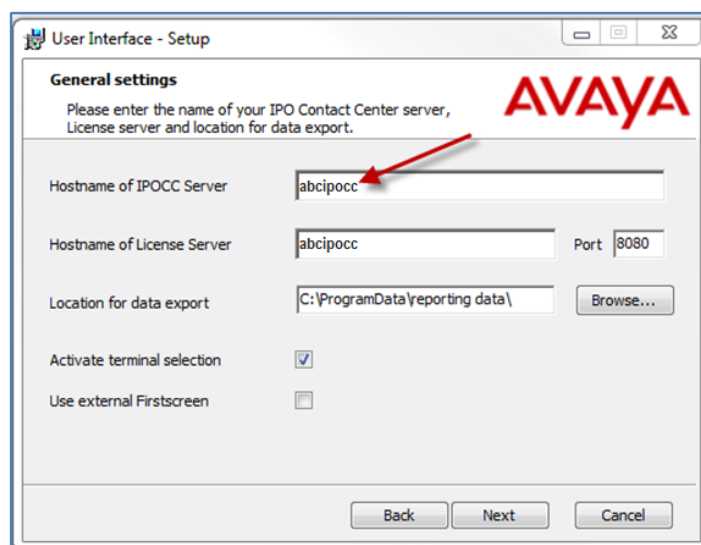 User Interface - Setup
General settings
Please enter the name of your IPO Contact Center server,
License server and location for data export.
AVAYA
Hostname of IPOCC Server abcipocc
Hostname of License Server abcipocc Port 8080
Location for data export C:\ProgramData\reporting data\ Browse...
Activate terminal selection
Use external Firstscreen
Back Next Cancel